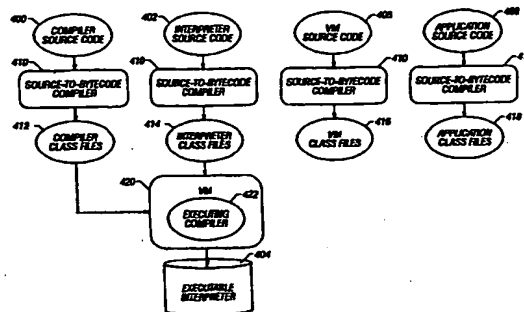 400
COMPILER
SOURCE CODE
402
INTERPRETER
SOURCE CODE
VM
SOURCE CODE
APPLICATION
SOURCE CODE
410
SOURCE-TO-BYTECODE
COMPILER
410
SOURCE-TO-BYTECODE
COMPILER
410
SOURCE-TO-BYTECODE
COMPILER
SOURCE-TO-BYTECODE
COMPILER
412
COMPILER
CLASS FILES
414
INTERPRETER
CLASS FILES
416
VM
CLASS FILES
418
APPLICATION
CLASS FILES
420
VM
422
EXECUTING
COMPILER
404
EXECUTABLE
INTERPRETER